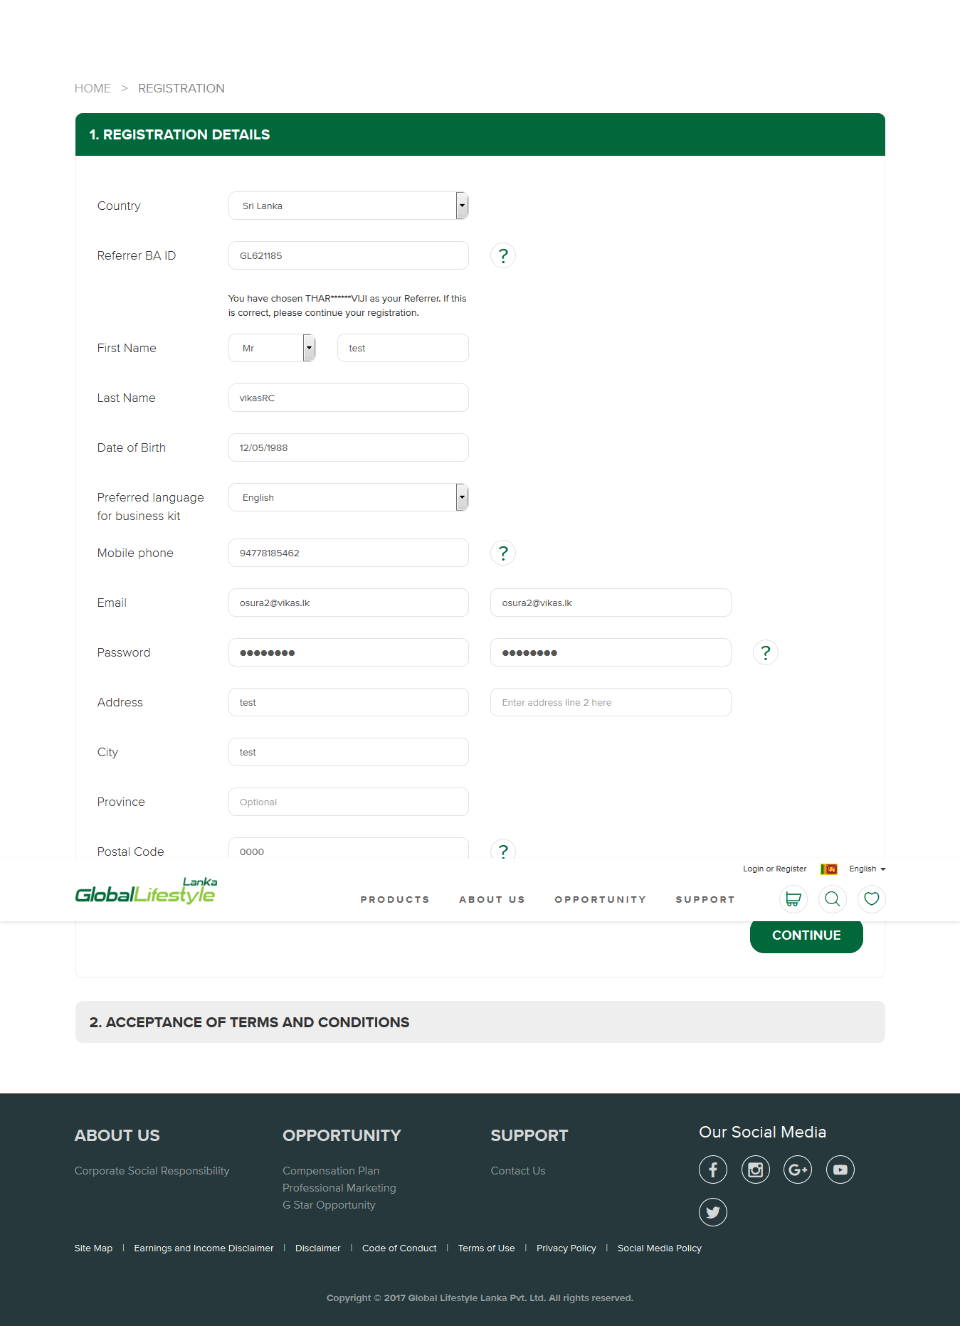 HOME > REGISTRATION
1. REGISTRATION DETAILS
Country Sri Lanka
Referrer BA ID GL621185 ?
You have chosen THAR******VIJI as your Referrer. If this
is correct, please continue your registration.
First Name Mr test
Last Name vikasRC
Date of Birth 12/05/1988
Preferred language English
for business kit
Mobile phone 94778185462 ?
Email osura2@vikas.lk osura2@vikas.lk
Password ●●●●●●●● ●●●●●●●● ?
Address test Enter address line 2 here
City test
Province Optional
Postal Code 0000 ?
Login or Register English
GlobalLifestyle Lanka
PRODUCTS ABOUT US OPPORTUNITY SUPPORT
CONTINUE
2. ACCEPTANCE OF TERMS AND CONDITIONS
ABOUT US OPPORTUNITY SUPPORT Our Social Media
Corporate Social Responsibility Compensation Plan Contact Us
Professional Marketing
G Star Opportunity
Site Map | Earnings and Income Disclaimer | Disclaimer | Code of Conduct | Terms of Use | Privacy Policy | Social Media Policy
Copyright © 2017 Global Lifestyle Lanka Pvt. Ltd. All rights reserved.